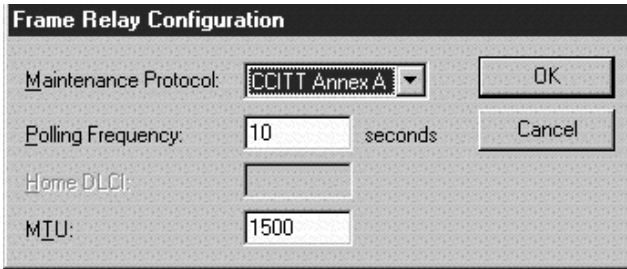 Frame Relay Configuration
Maintenance Protocol: CCITT Annex A OK
Polling Frequency: 10 seconds Cancel
Home DLCI:
MTU: 1500